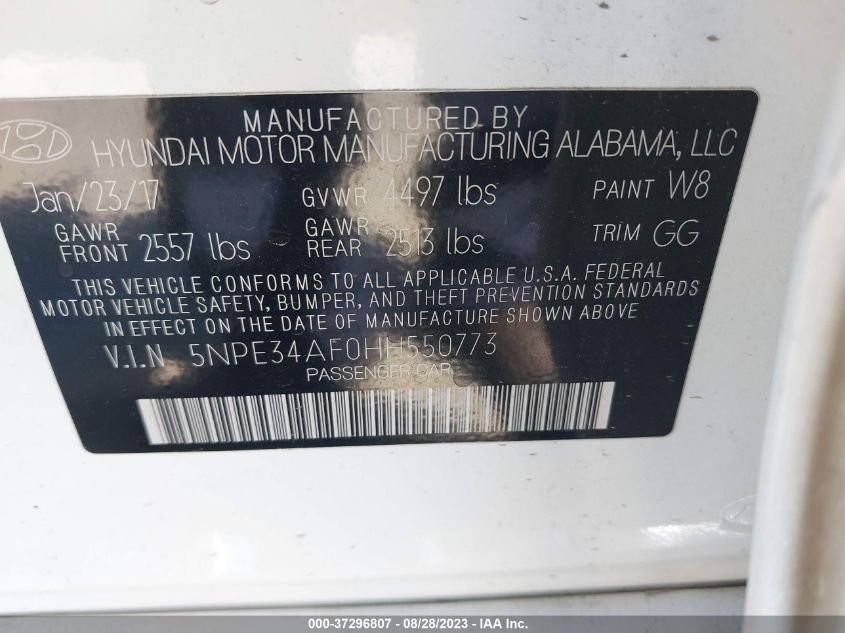 MANUFACTURED BY
HYUNDAI MOTOR MANUFACTURING ALABAMA, LLC
Jan/23/17 GVWR 4497 lbs PAINT W8
GAWR FRONT 2557 lbs GAWR REAR 2513 lbs TRIM GG
THIS VEHICLE CONFORMS TO ALL APPLICABLE U.S.A. FEDERAL
MOTOR VEHICLE SAFETY, BUMPER, AND THEFT PREVENTION STANDARDS
IN EFFECT ON THE DATE OF MANUFACTURE SHOWN ABOVE.
V.I.N 5NPE34AF0HH550773
PASSENGER CAR
000-37296807 - 08/28/2023 - IAA Inc.